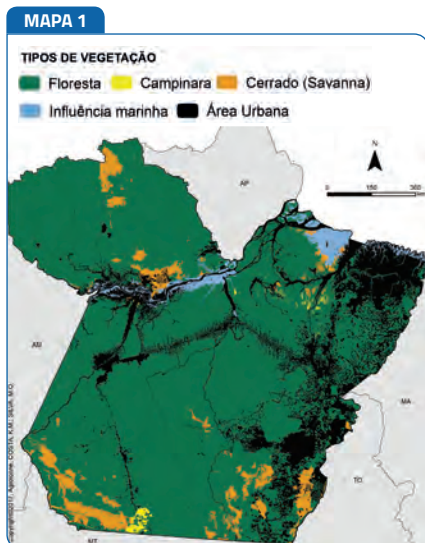 MAPA 1
TIPOS DE VEGETAÇÃO
Floresta Campinara Cerrado (Savanna)
Influência marinha Área Urbana
N
0 150 300
AP
AM
MA
TO
MT